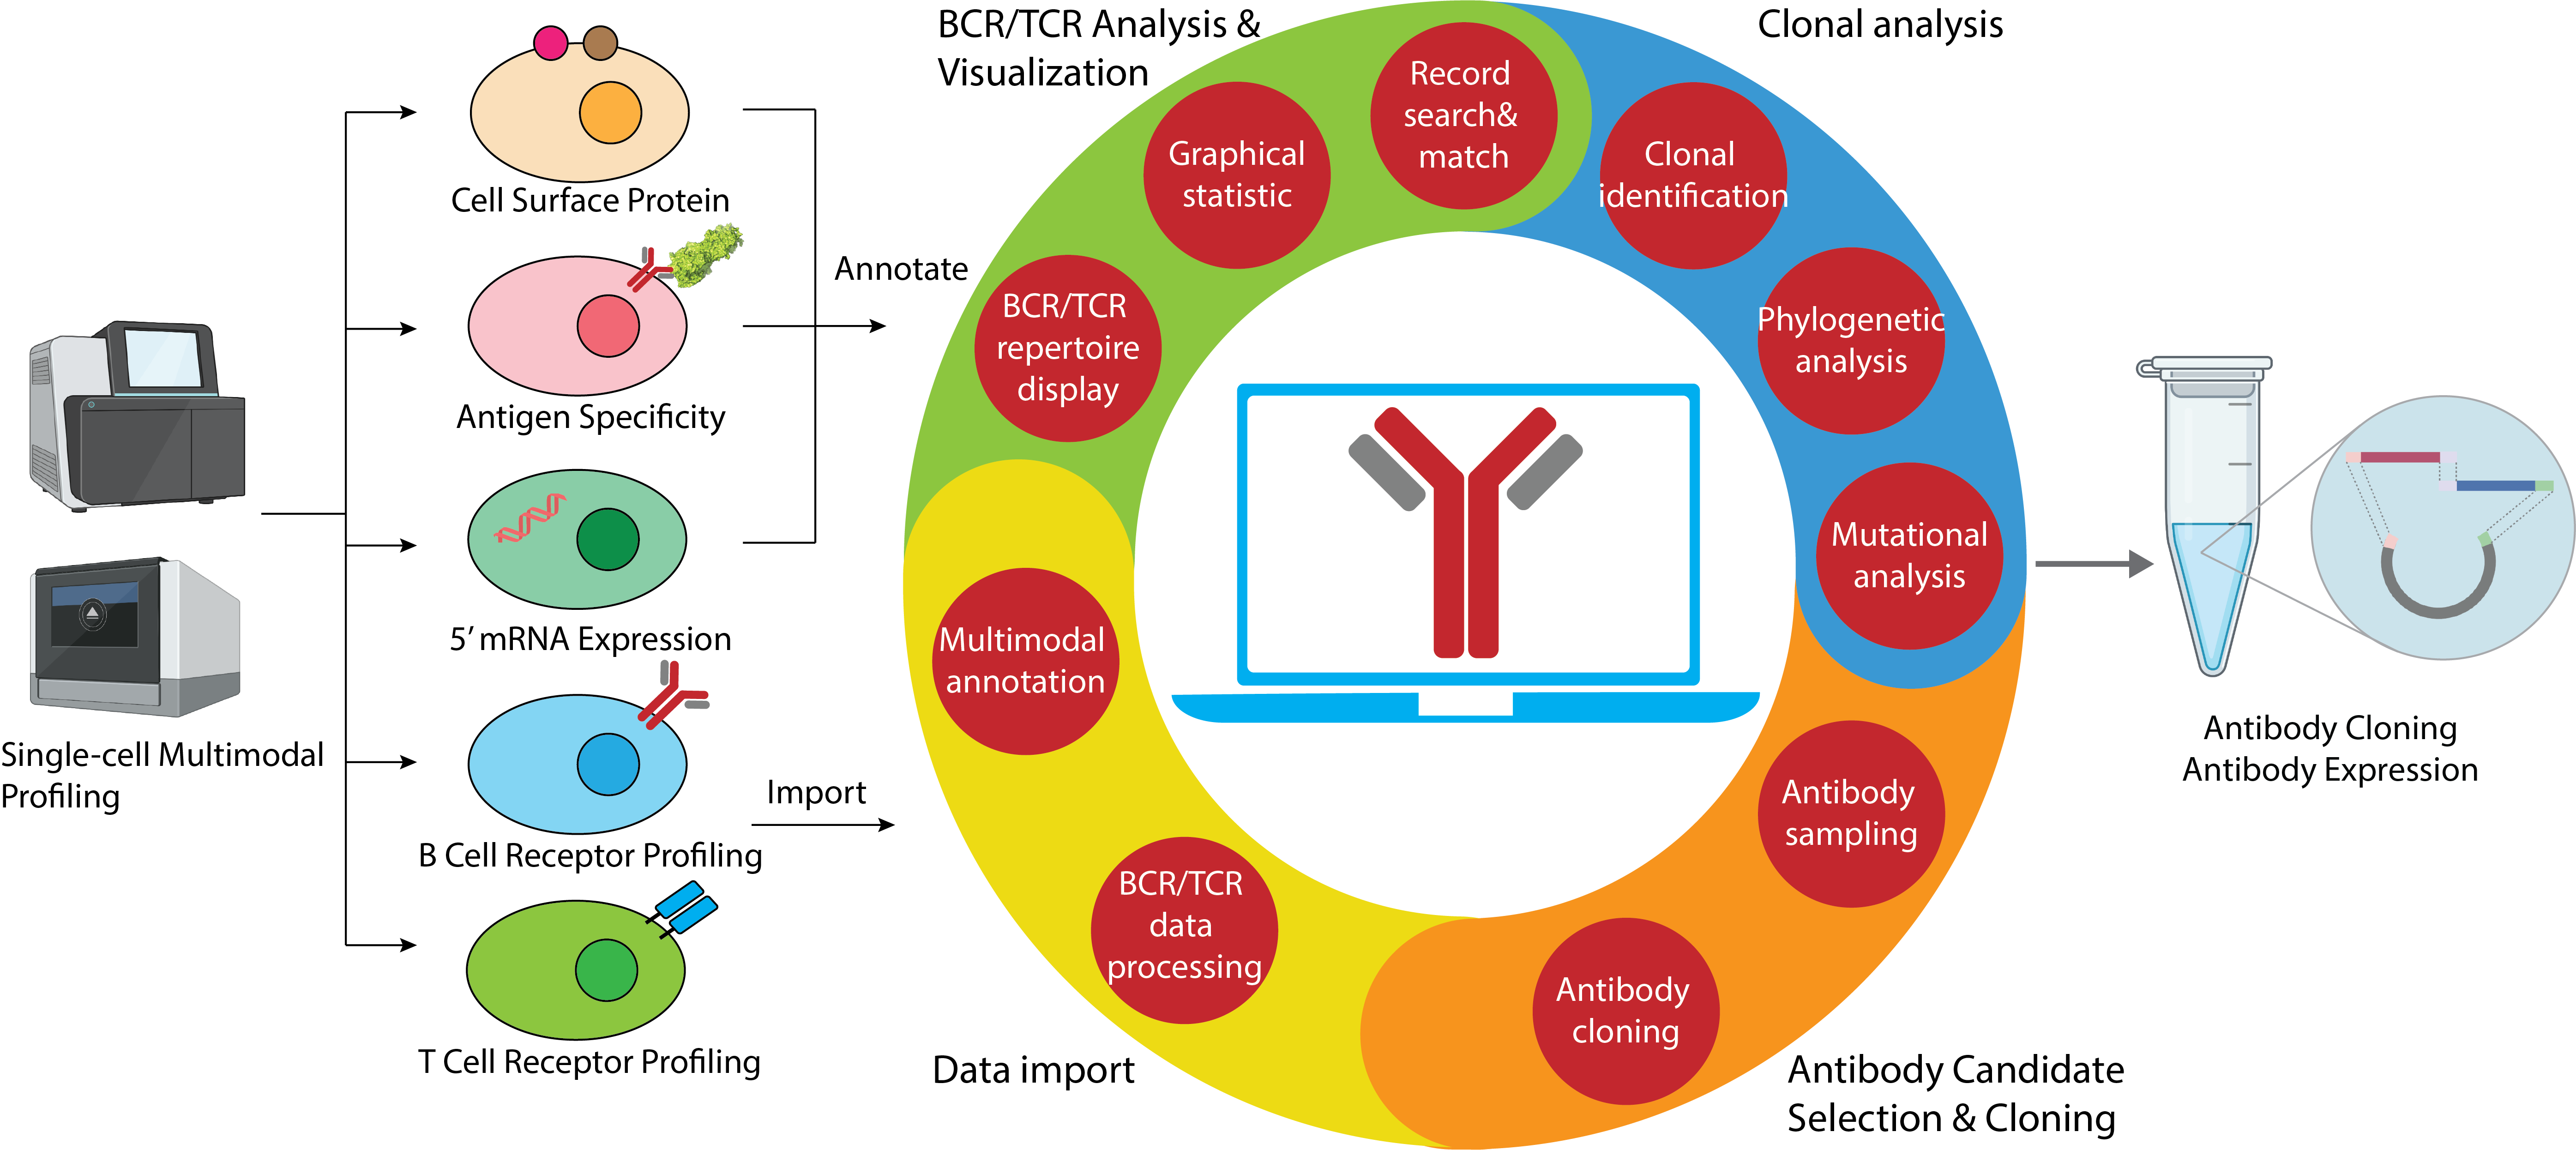 Single-cell Multimodal
Profiling
Cell Surface Protein
Antigen Specificity
5’ mRNA Expression
B Cell Receptor Profiling
T Cell Receptor Profiling
Annotate
Import
BCR/TCR Analysis &
Visualization
Clonal analysis
Record
search&
match
Graphical
statistic
BCR/TCR
repertoire
display
Clonal
identification
Phylogenetic
analysis
Mutational
analysis
Multimodal
annotation
BCR/TCR
data
processing
Antibody
sampling
Antibody
cloning
Data import
Antibody Candidate
Selection & Cloning
Antibody Cloning
Antibody Expression